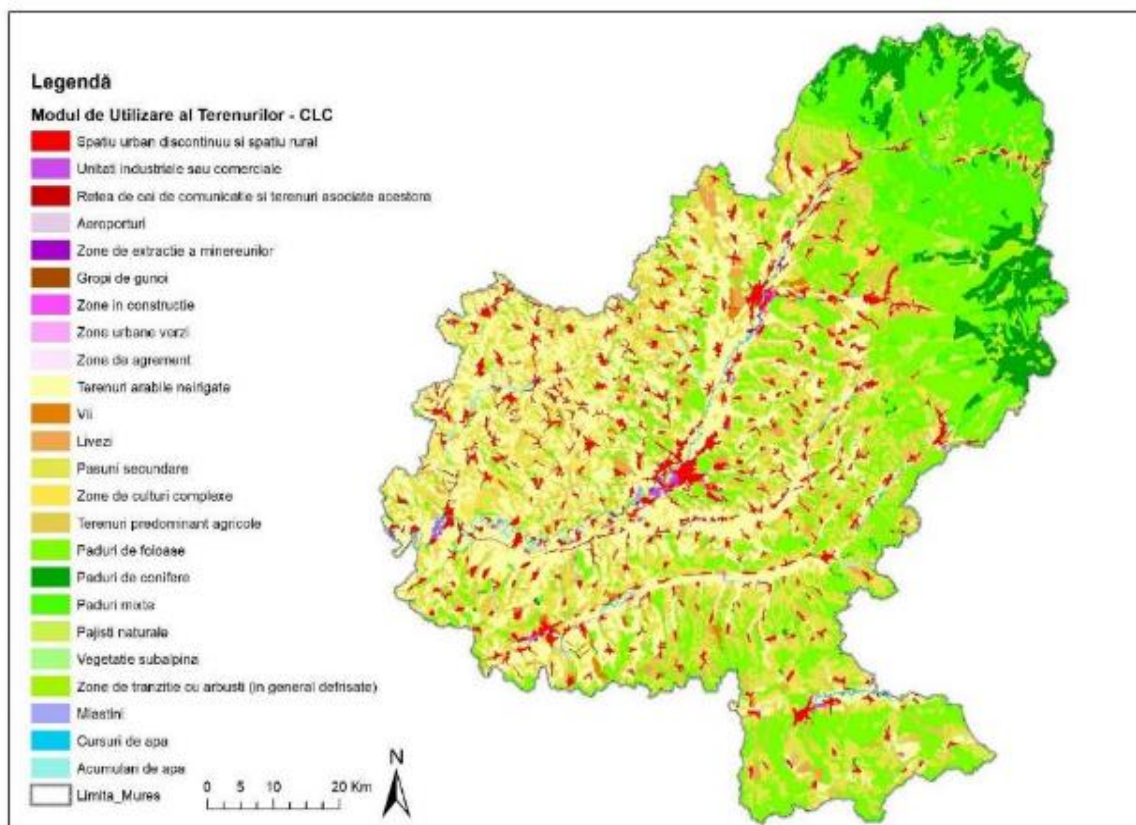 Legendă
Modul de Utilizare al Terenurilor - CLC
Spatiu urban discontinuu si spatiu rural
Unitati industriale sau comerciale
Retea de cai de comunicatie si terenuri asociate acestora
Aeroporturi
Zone de extractie a minereurilor
Gropi de gunoi
Zone in constructie
Zone urbane verzi
Zone de agrement
Terenuri arabile neirigate
Vii
Livezi
Pasuni secundare
Zone de culturi complexe
Terenuri predominant agricole
Paduri de foioase
Paduri de conifere
Paduri mixte
Pajisti naturale
Vegetatie subalpina
Zone de tranzitie cu arbusti (in general defrisate)
Mlastini
Cursuri de apa
Acumulari de apa
Limita_Mures
0 5 10 20 Km
N